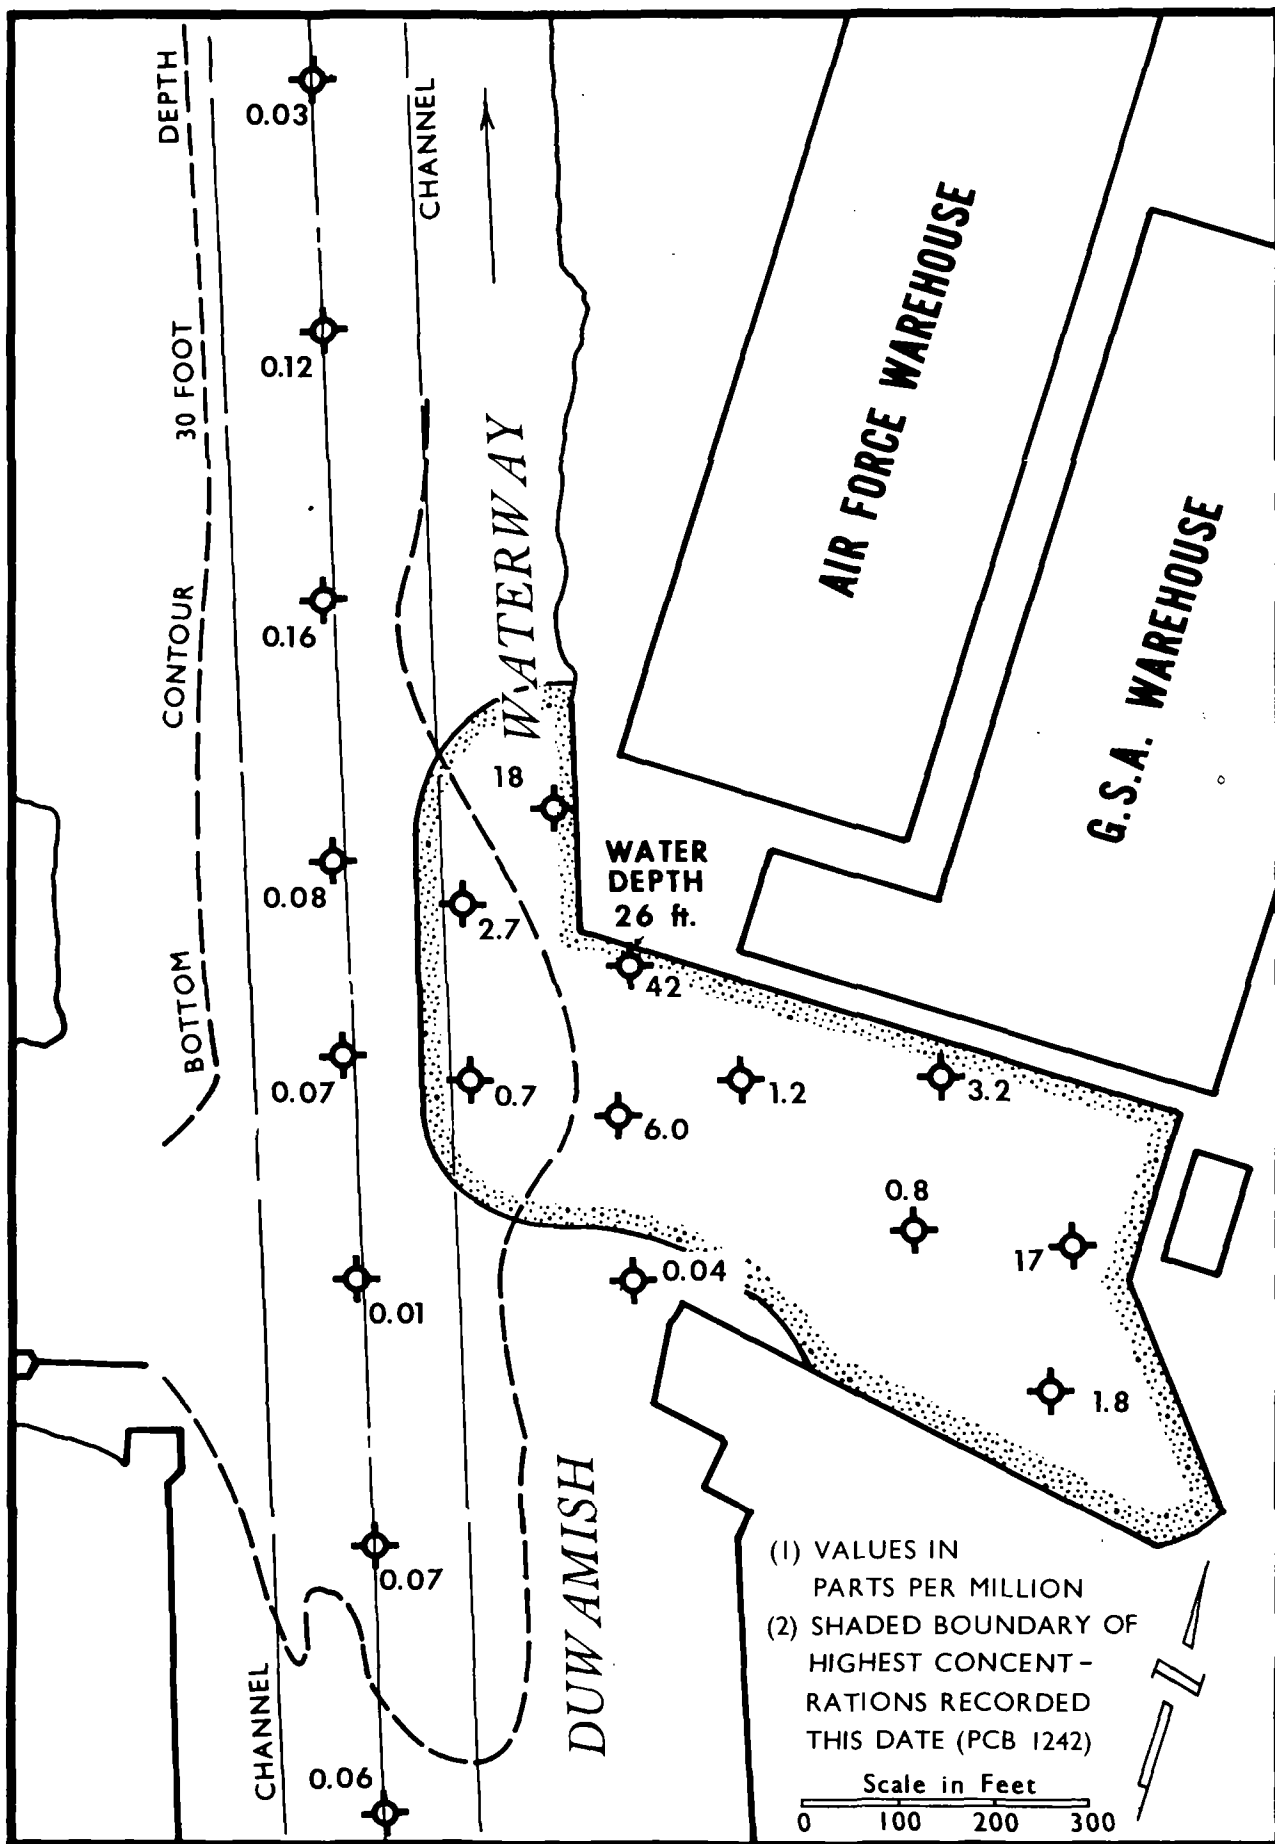 DEPTH
0.03
CHANNEL
30 FOOT
0.12
CONTOUR
0.16
WATERWAY
AIR FORCE WAREHOUSE
G.S.A. WAREHOUSE
18
WATER
DEPTH
26 ft.
0.08
2.7
42
BOTTOM
0.07
0.7
6.0
1.2
3.2
0.8
17
0.04
0.01
1.8
DUWAMISH
0.07
CHANNEL
0.06
(1) VALUES IN
PARTS PER MILLION
(2) SHADED BOUNDARY OF
HIGHEST CONCENT-
RATIONS RECORDED
THIS DATE (PCB 1242)
N
Scale in Feet
0 100 200 300